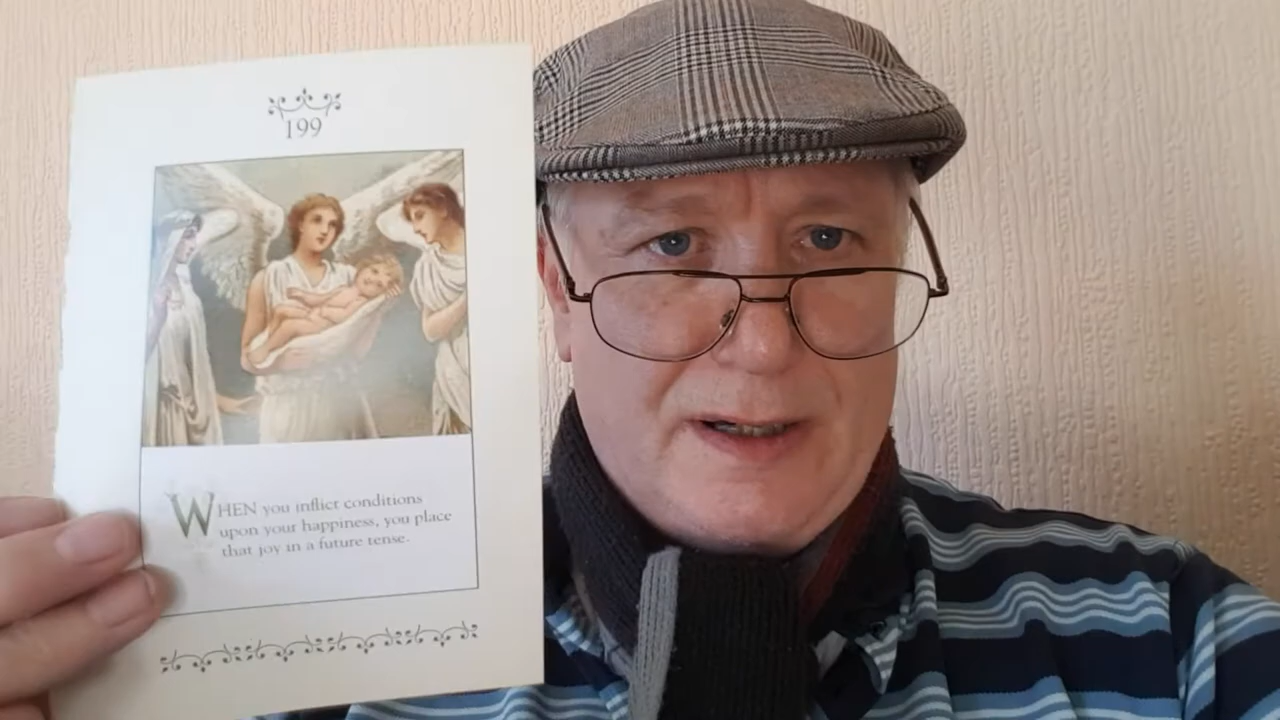 199
WHEN you inflict conditions
upon your happiness, you place
that joy in a future tense.